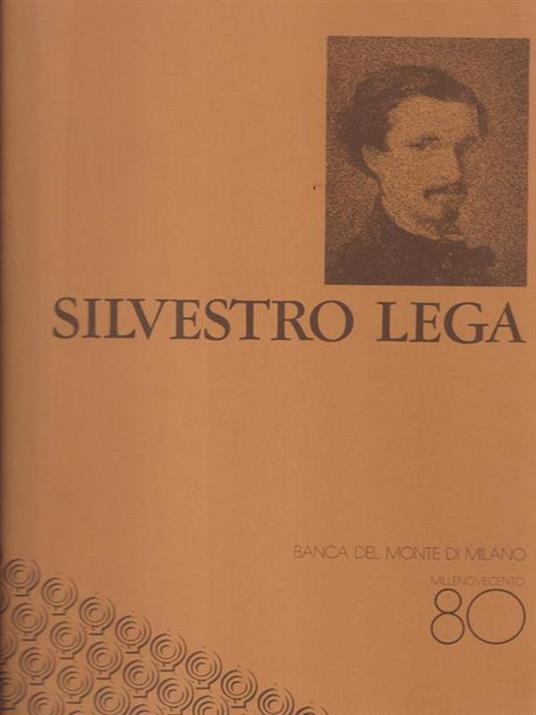 SILVESTRO LEGA
BANCA DEL MONTE DI MILANO
MILLENOVECENTO
80